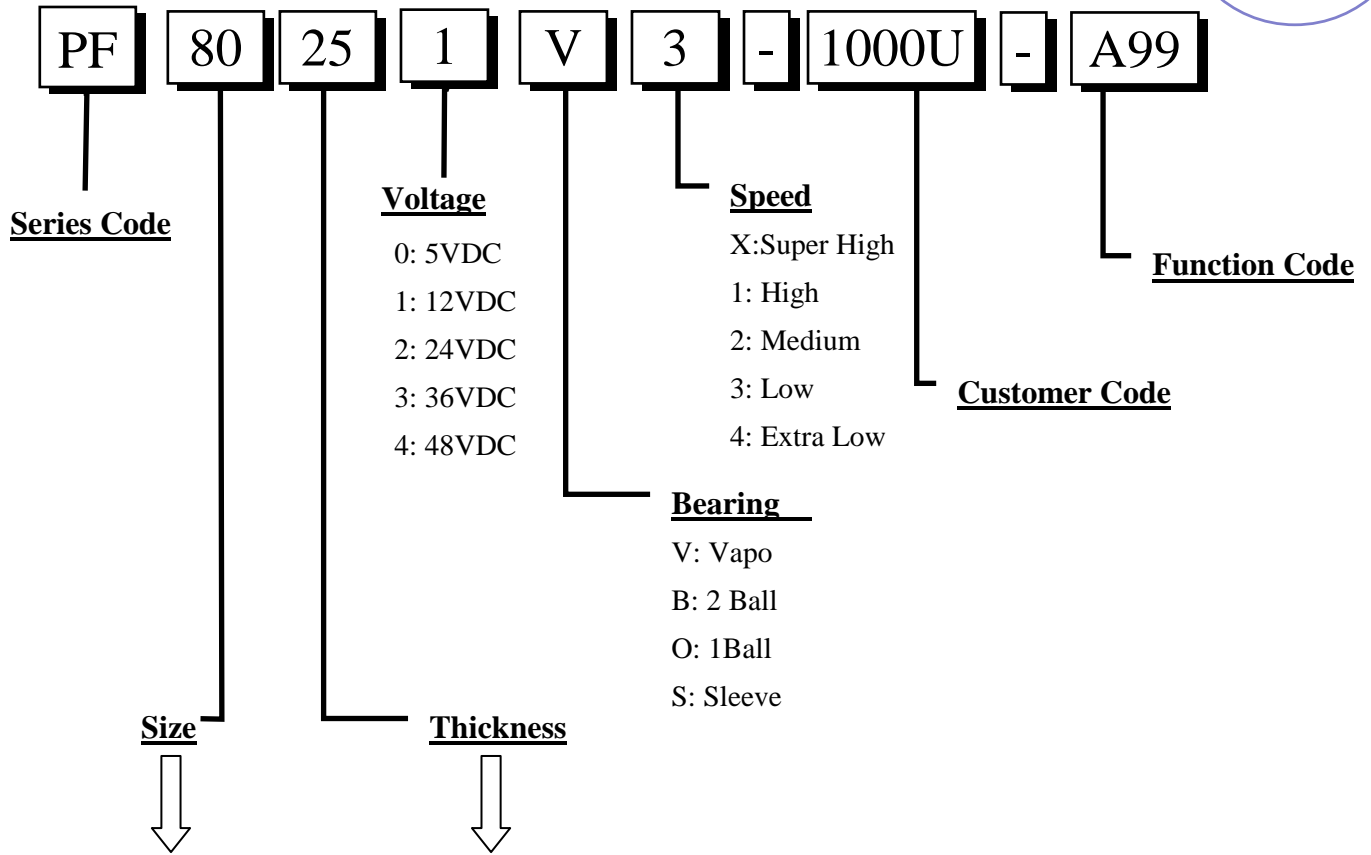 PF 80 25 1 V 3 - 1000U - A99
Series Code
Voltage
0: 5VDC
1: 12VDC
2: 24VDC
3: 36VDC
4: 48VDC
Speed
X:Super High
1: High
2: Medium
3: Low
4: Extra Low
Function Code
Customer Code
Bearing
V: Vapo
B: 2 Ball
O: 1Ball
S: Sleeve
Size
Thickness